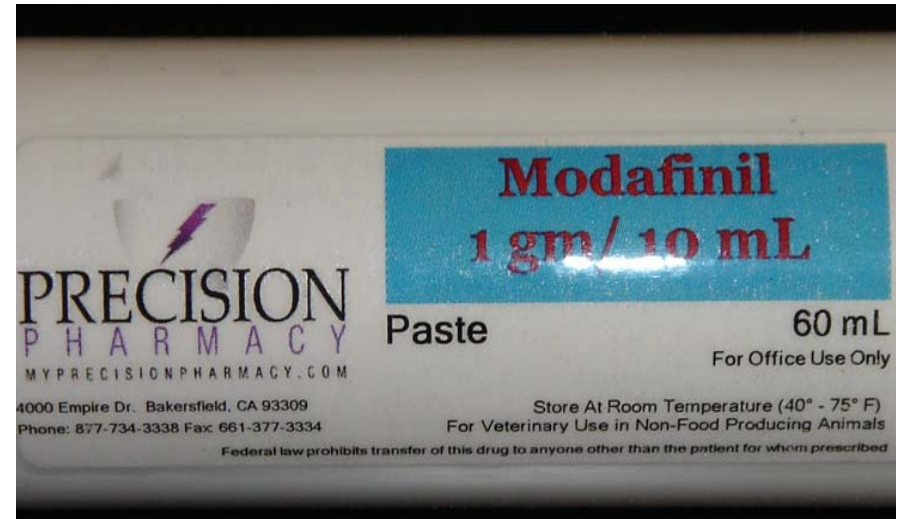 Modafinil
1 gm/ 10 mL
PRECISION
PHARMACY
MYPRECISIONPHARMACY.COM
Paste
60 mL
For Office Use Only
4000 Empire Dr. Bakersfield, CA 93309
Phone: 877-734-3338 Fax: 661-377-3334
Store At Room Temperature (40° - 75° F)
For Veterinary Use in Non-Food Producing Animals
Federal law prohibits transfer of this drug to anyone other than the patient for whom prescribed